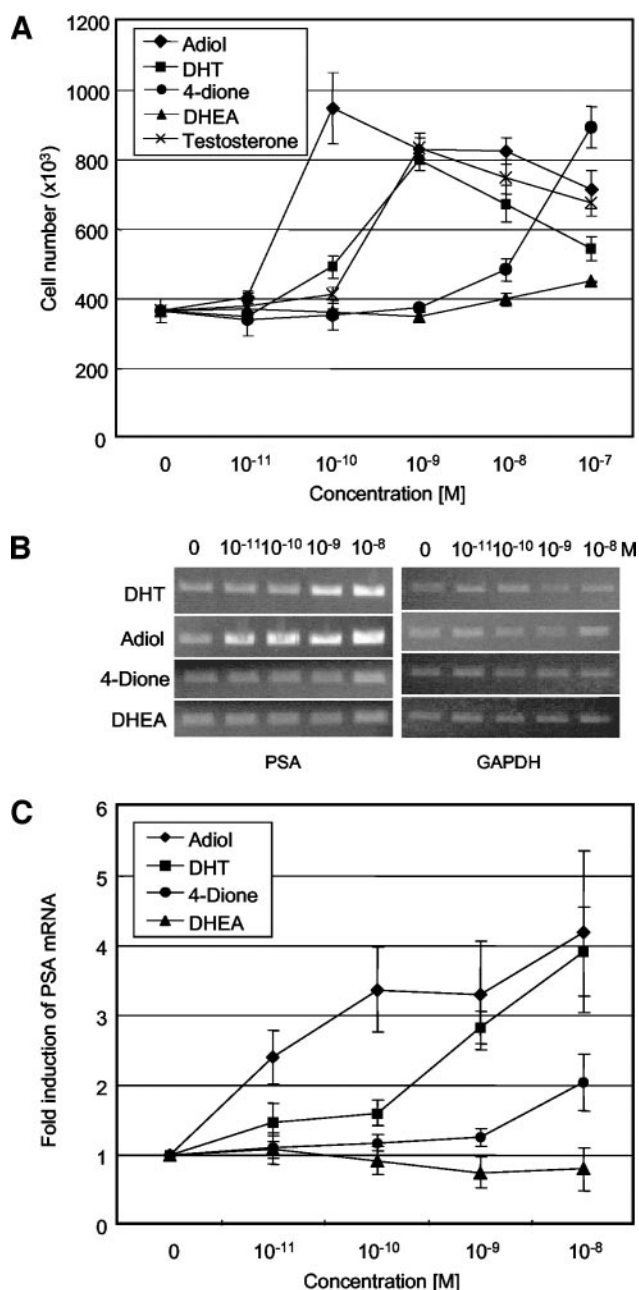 A
1200
1000
800
600
400
200
0
Adiol
DHT
4-dione
DHEA
Testosterone
Cell number (x10³)
0 10⁻¹¹ 10⁻¹⁰ 10⁻⁹ 10⁻⁸ 10⁻⁷
Concentration [M]
B
0 10⁻¹¹ 10⁻¹⁰ 10⁻⁹ 10⁻⁸ 0 10⁻¹¹ 10⁻¹⁰ 10⁻⁹ 10⁻⁸ M
DHT
Adiol
4-Dione
DHEA
PSA GAPDH
C
6
5
4
3
2
1
0
Adiol
DHT
4-Dione
DHEA
Fold induction of PSA mRNA
0 10⁻¹¹ 10⁻¹⁰ 10⁻⁹ 10⁻⁸
Concentration [M]